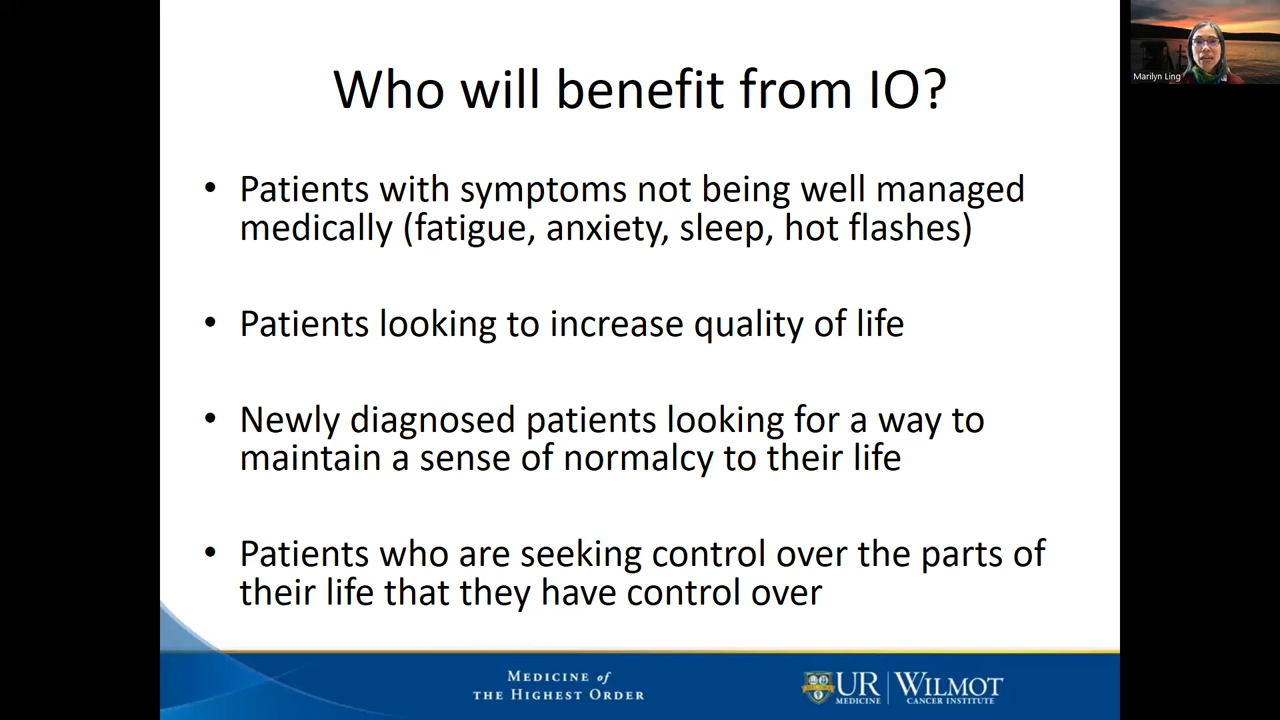 Who will benefit from IO?
• Patients with symptoms not being well managed
medically (fatigue, anxiety, sleep, hot flashes)
• Patients looking to increase quality of life
• Newly diagnosed patients looking for a way to
maintain a sense of normalcy to their life
• Patients who are seeking control over the parts of
their life that they have control over
Marilyn Ling
MEDICINE of
THE HIGHEST ORDER
UR
MEDICINE
WILMOT
CANCER INSTITUTE